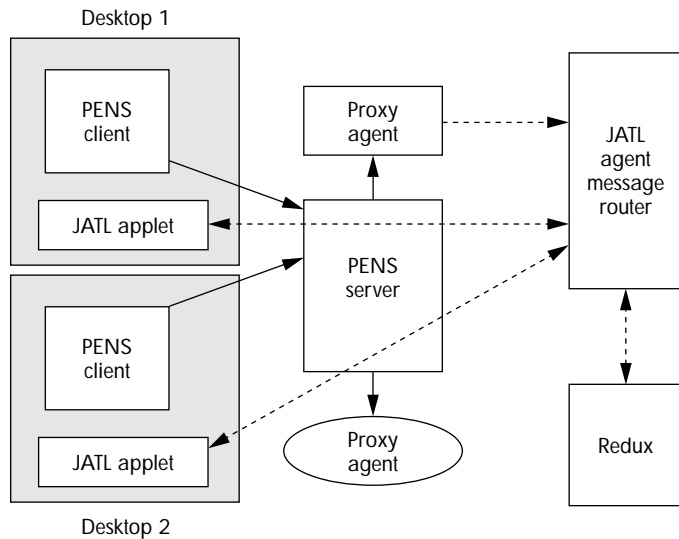 Desktop 1
PENS
client
JATL applet
Proxy
agent
JATL
agent
message
router
PENS
server
PENS
client
JATL applet
Proxy
agent
Redux
Desktop 2